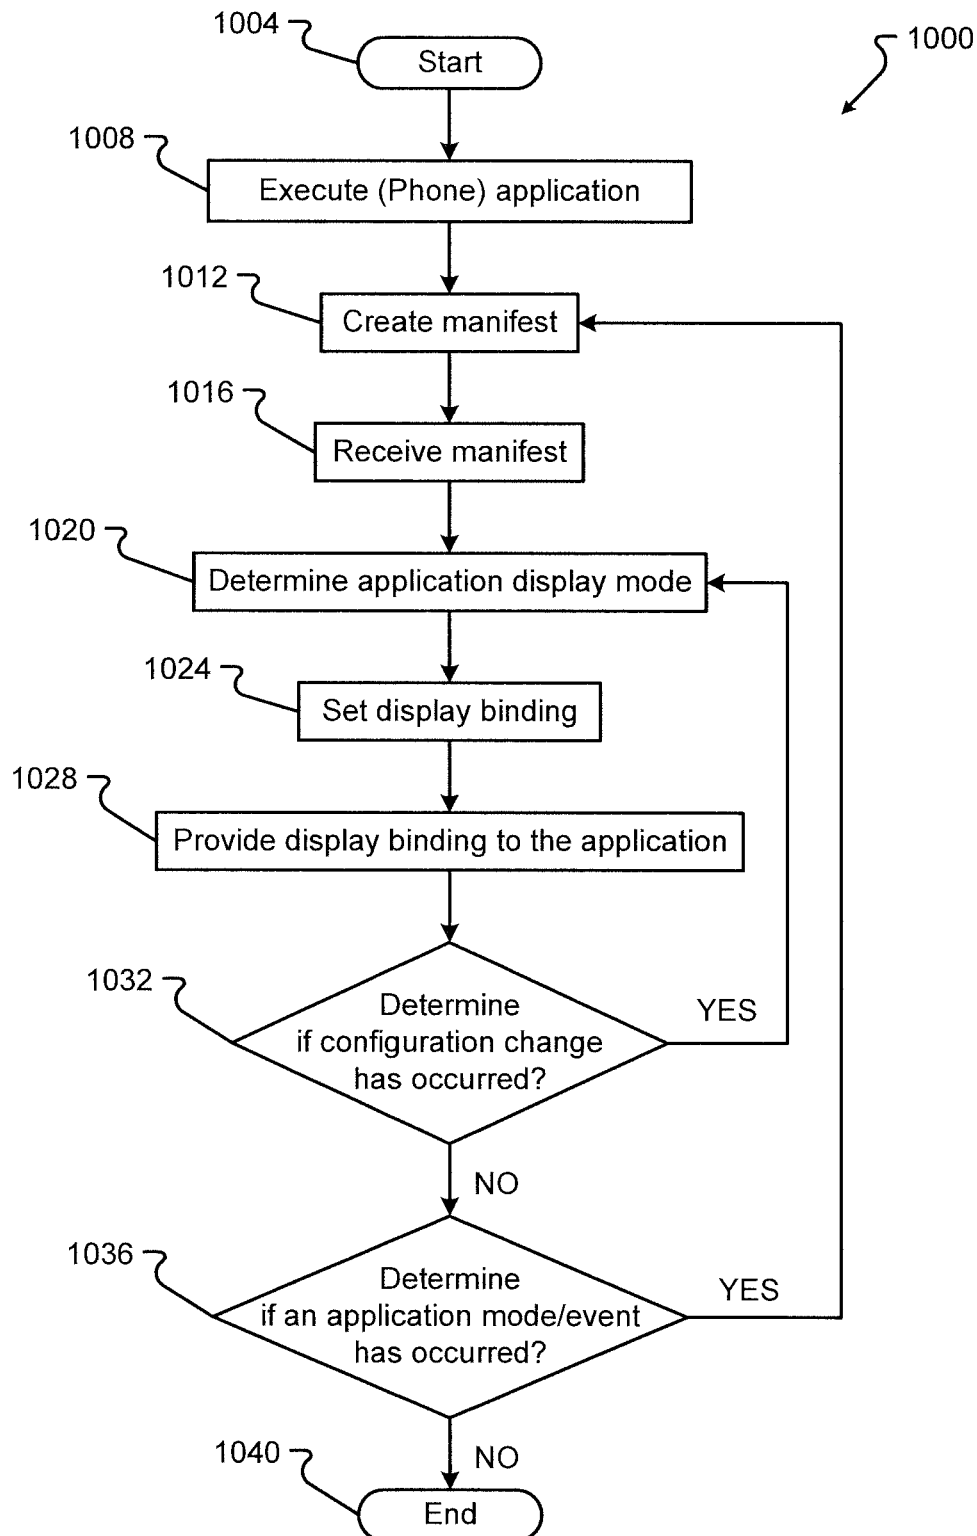 1004
Start
1000
1008
Execute (Phone) application
1012
Create manifest
1016
Receive manifest
1020
Determine application display mode
1024
Set display binding
1028
Provide display binding to the application
1032
Determine
if configuration change
has occurred?
YES
NO
1036
Determine
if an application mode/event
has occurred?
YES
NO
1040
End